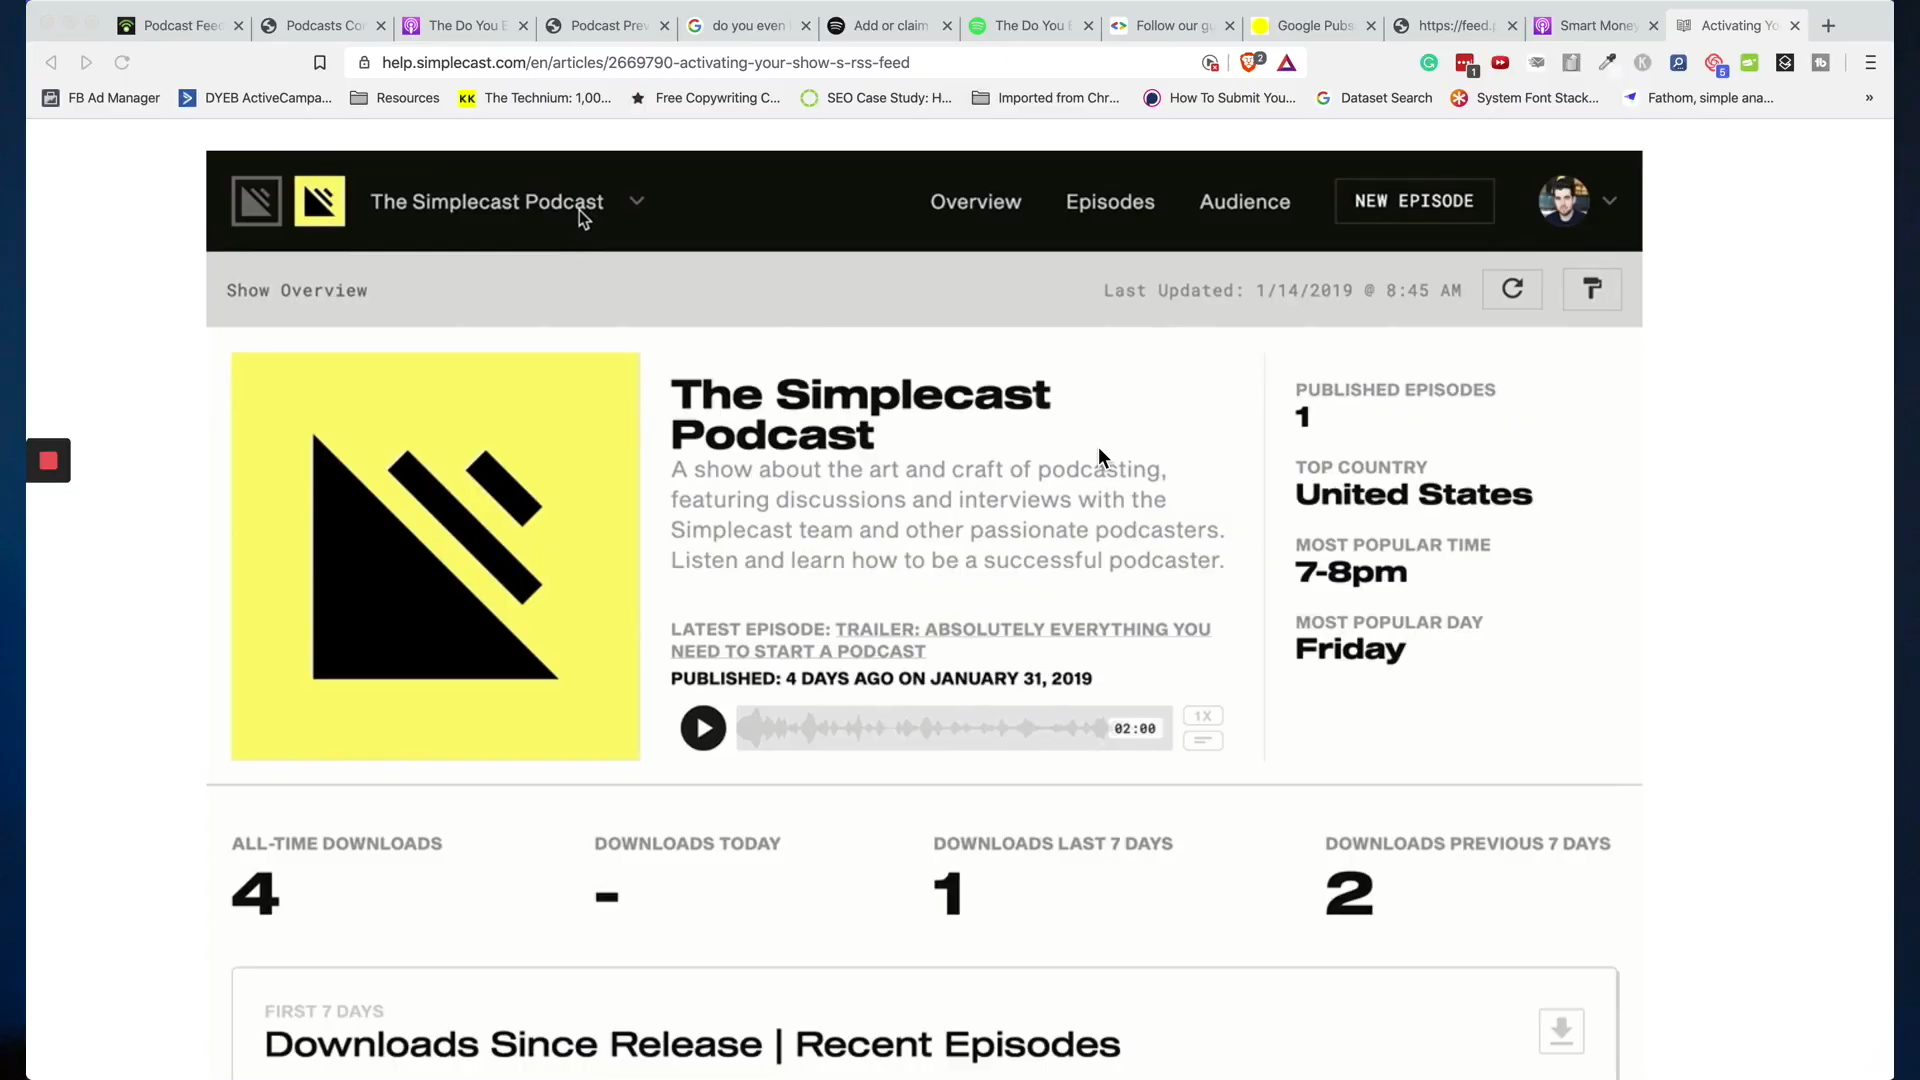 Podcast Fee
Podcasts Co
The Do You E
Podcast Prev
do you even
Add or claim
The Do You E
Follow our gu
Google Pubs
https://feed.p
Smart Money
Activating Yo
help.simplecast.com/en/articles/2669790-activating-your-show-s-rss-feed
2
1
5
FB Ad Manager
DYEB ActiveCampa...
Resources
KK
The Technium: 1,00...
Free Copywriting C...
SEO Case Study: H...
Imported from Chr...
How To Submit You...
Dataset Search
System Font Stack...
Fathom, simple ana...
»
The Simplecast Podcast
Overview
Episodes
Audience
NEW EPISODE
Show Overview
Last Updated: 1/14/2019 @ 8:45 AM
The Simplecast
Podcast
A show about the art and craft of podcasting,
featuring discussions and interviews with the
Simplecast team and other passionate podcasters.
Listen and learn how to be a successful podcaster.
LATEST EPISODE: TRAILER: ABSOLUTELY EVERYTHING YOU
NEED TO START A PODCAST
PUBLISHED: 4 DAYS AGO ON JANUARY 31, 2019
02:00
1X
PUBLISHED EPISODES
1
TOP COUNTRY
United States
MOST POPULAR TIME
7-8pm
MOST POPULAR DAY
Friday
ALL-TIME DOWNLOADS
4
DOWNLOADS TODAY
-
DOWNLOADS LAST 7 DAYS
1
DOWNLOADS PREVIOUS 7 DAYS
2
FIRST 7 DAYS
Downloads Since Release | Recent Episodes